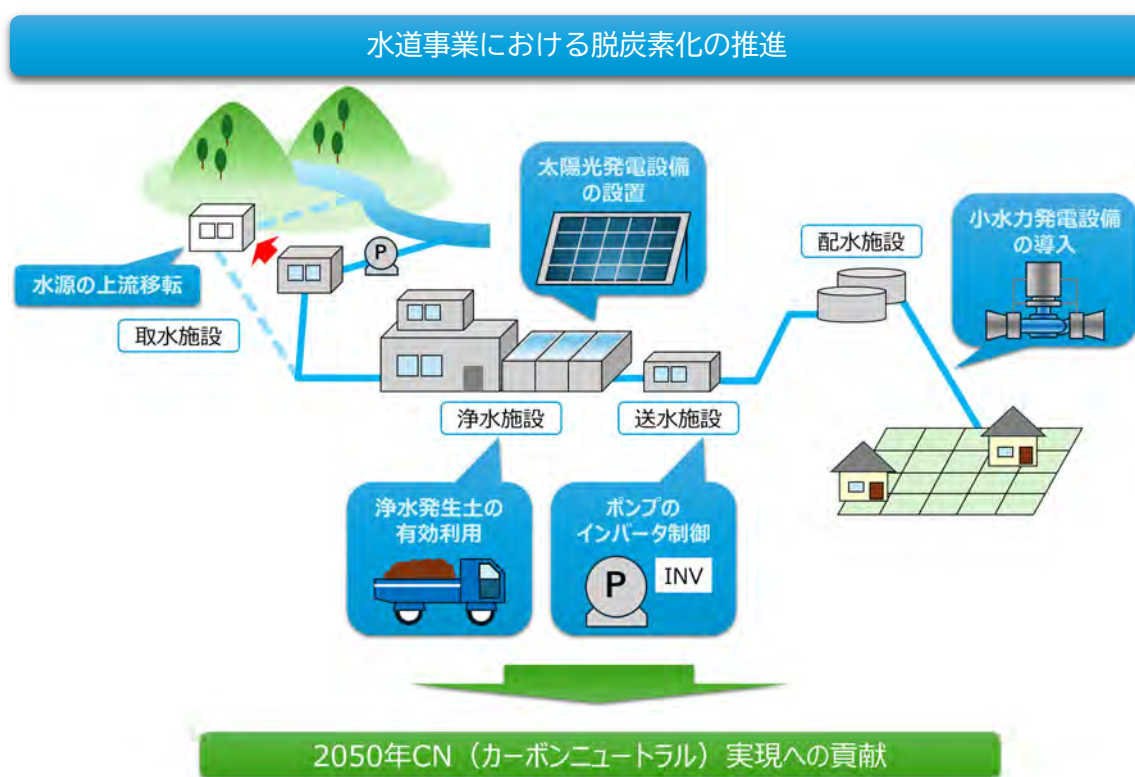 水道事業における脱炭素化の推進
太陽光発電設備
の設置
小水力発電設備
の導入
配水施設
P
水源の上流移転
取水施設
浄水施設
送水施設
浄水発生土の
有効利用
ポンプの
インバータ制御
P
INV
2050年CN（カーボンニュートラル）実現への貢献